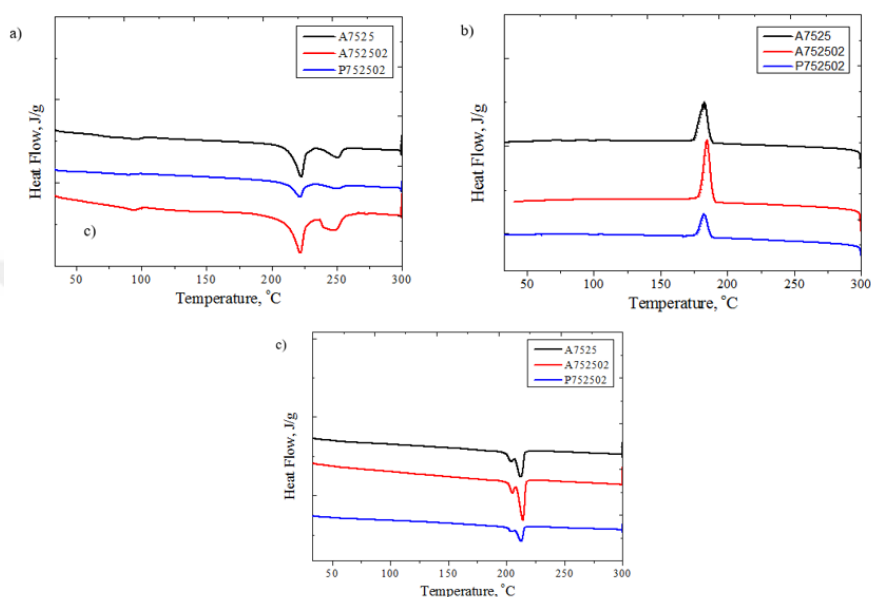 a)
Heat Flow, J/g
A7525
A752502
P752502
c)
50 100 150 200 250 300
Temperature, °C
b)
Heat Flow, J/g
A7525
A752502
P752502
50 100 150 200 250 300
Temperature, °C
c)
Heat Flow, J/g
A7525
A752502
P752502
50 100 150 200 250 300
Temperature, °C